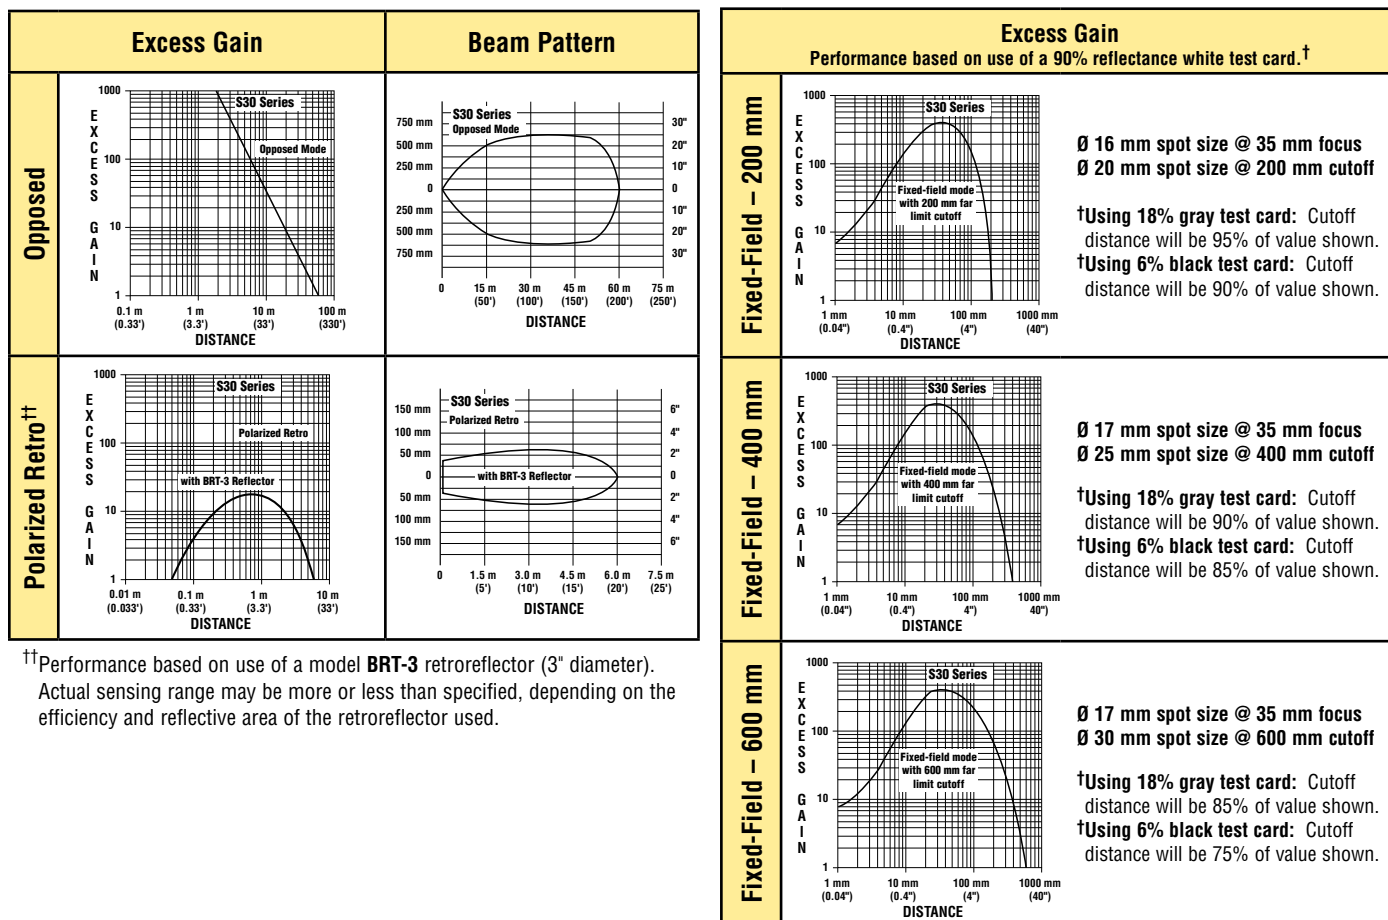 Excess Gain
Beam Pattern
Opposed
EXCESS GAIN
1000
100
10
1
S30 Series
Opposed Mode
0.1 m
(0.33')
1 m
(3.3')
10 m
(33')
100 m
(330')
DISTANCE
S30 Series
Opposed Mode
750 mm
500 mm
250 mm
0
250 mm
500 mm
750 mm
30"
20"
10"
0
10"
20"
30"
0
15 m
(50')
30 m
(100')
45 m
(150')
60 m
(200')
75 m
(250')
DISTANCE
Polarized Retro††
EXCESS GAIN
1000
100
10
1
S30 Series
Polarized Retro
with BRT-3 Reflector
0.01 m
(0.033')
0.1 m
(0.33')
1 m
(3.3')
10 m
(33')
DISTANCE
S30 Series
Polarized Retro
with BRT-3 Reflector
150 mm
100 mm
50 mm
0
50 mm
100 mm
150 mm
6"
4"
2"
0
2"
4"
6"
0
1.5 m
(5')
3.0 m
(10')
4.5 m
(15')
6.0 m
(20')
7.5 m
(25')
DISTANCE
††Performance based on use of a model BRT-3 retroreflector (3" diameter).
Actual sensing range may be more or less than specified, depending on the
efficiency and reflective area of the retroreflector used.
Excess Gain
Performance based on use of a 90% reflectance white test card.†
Fixed-Field – 200 mm
EXCESS GAIN
1000
100
10
1
S30 Series
Fixed-field mode
with 200 mm far
limit cutoff
1 mm
(0.04")
10 mm
(0.4")
100 mm
(4")
1000 mm
(40")
DISTANCE
Ø 16 mm spot size @ 35 mm focus
Ø 20 mm spot size @ 200 mm cutoff
†Using 18% gray test card: Cutoff
distance will be 95% of value shown.
†Using 6% black test card: Cutoff
distance will be 90% of value shown.
Fixed-Field – 400 mm
EXCESS GAIN
1000
100
10
1
S30 Series
Fixed-field mode
with 400 mm far
limit cutoff
1 mm
(0.04")
10 mm
(0.4")
100 mm
4")
1000 mm
40")
DISTANCE
Ø 17 mm spot size @ 35 mm focus
Ø 25 mm spot size @ 400 mm cutoff
†Using 18% gray test card: Cutoff
distance will be 90% of value shown.
†Using 6% black test card: Cutoff
distance will be 85% of value shown.
Fixed-Field – 600 mm
EXCESS GAIN
1000
100
10
1
S30 Series
Fixed-field mode
with 600 mm far
limit cutoff
1 mm
(0.04")
10 mm
(0.4")
100 mm
(4")
1000 mm
(40")
DISTANCE
Ø 17 mm spot size @ 35 mm focus
Ø 30 mm spot size @ 600 mm cutoff
†Using 18% gray test card: Cutoff
distance will be 85% of value shown.
†Using 6% black test card: Cutoff
distance will be 75% of value shown.